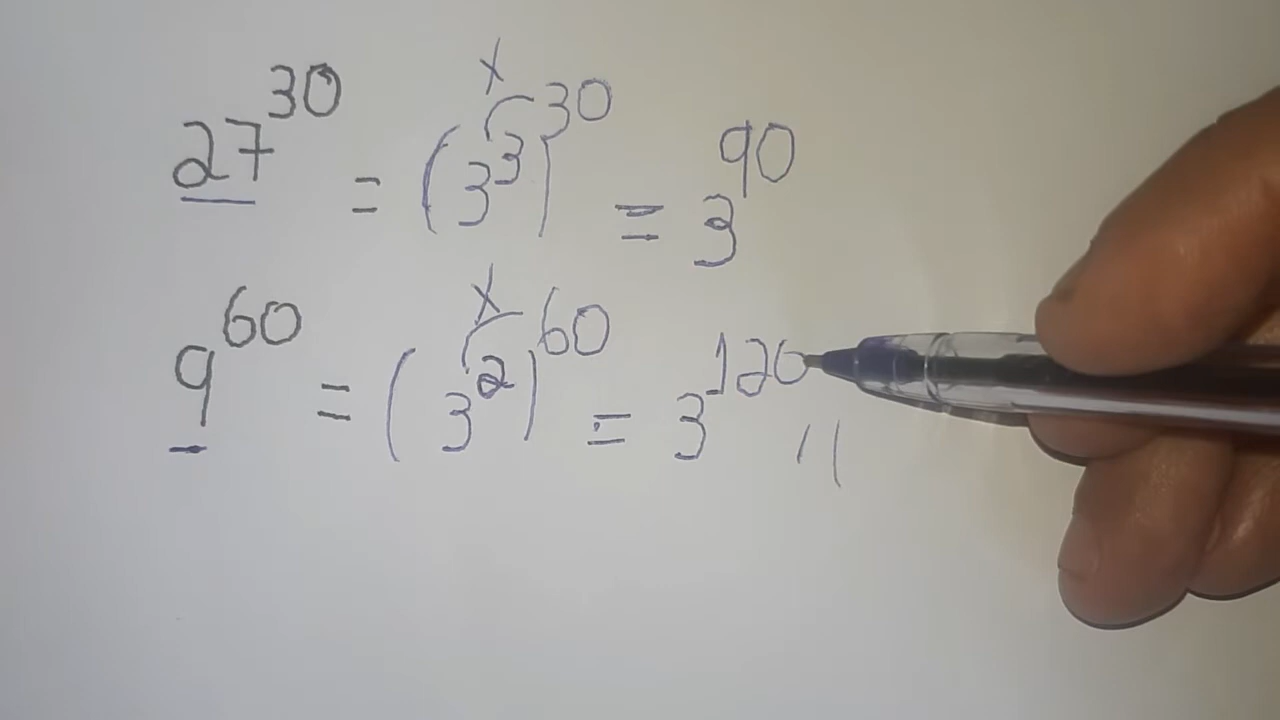 27^30 = (3^3)^30 = 3^90
9^60 = (3^2)^60 = 3^120 //